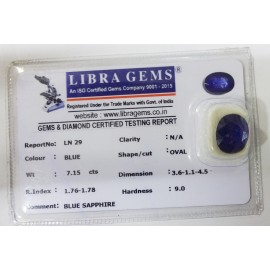 LIBRA GEMS®
An ISO Certified Gems Company 9001 - 2015
Registered Under the Trade Marks with Govt. of India
website : www.libragems.co.in
GEMS & DIAMOND CERTIFIED TESTING REPORT
Report No: LN 29 Clarity : N/A
Colour : BLUE Shape/cut : OVAL
Wt : 7.15 cts Dimension : 3.6-1.1-4.5
R.Index : 1.76-1.78 Hardness : 9.0
Comment : BLUE SAPPHIRE